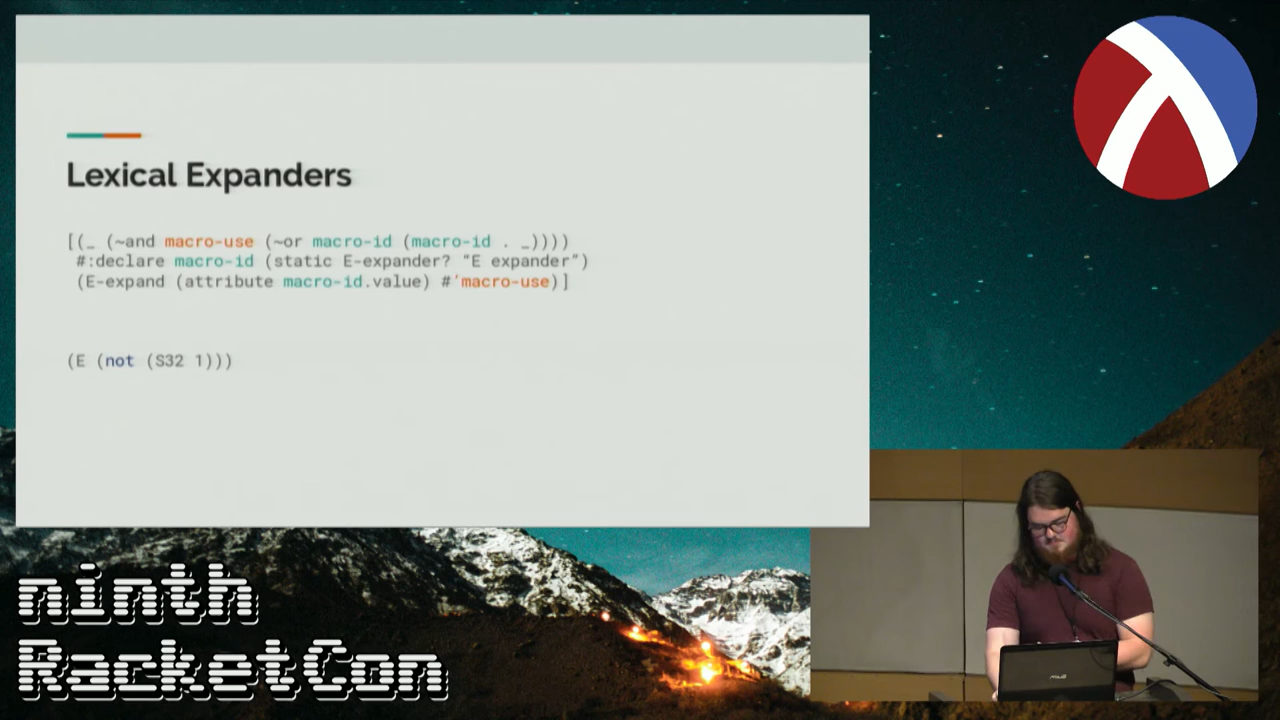 Lexical Expanders
[(_ (~and macro-use (~or macro-id (macro-id . _))))
#:declare macro-id (static E-expander? “E expander”)
(E-expand (attribute macro-id.value) #’macro-use)]
(E (not (S32 1)))
ninth
RacketCon
ASUS